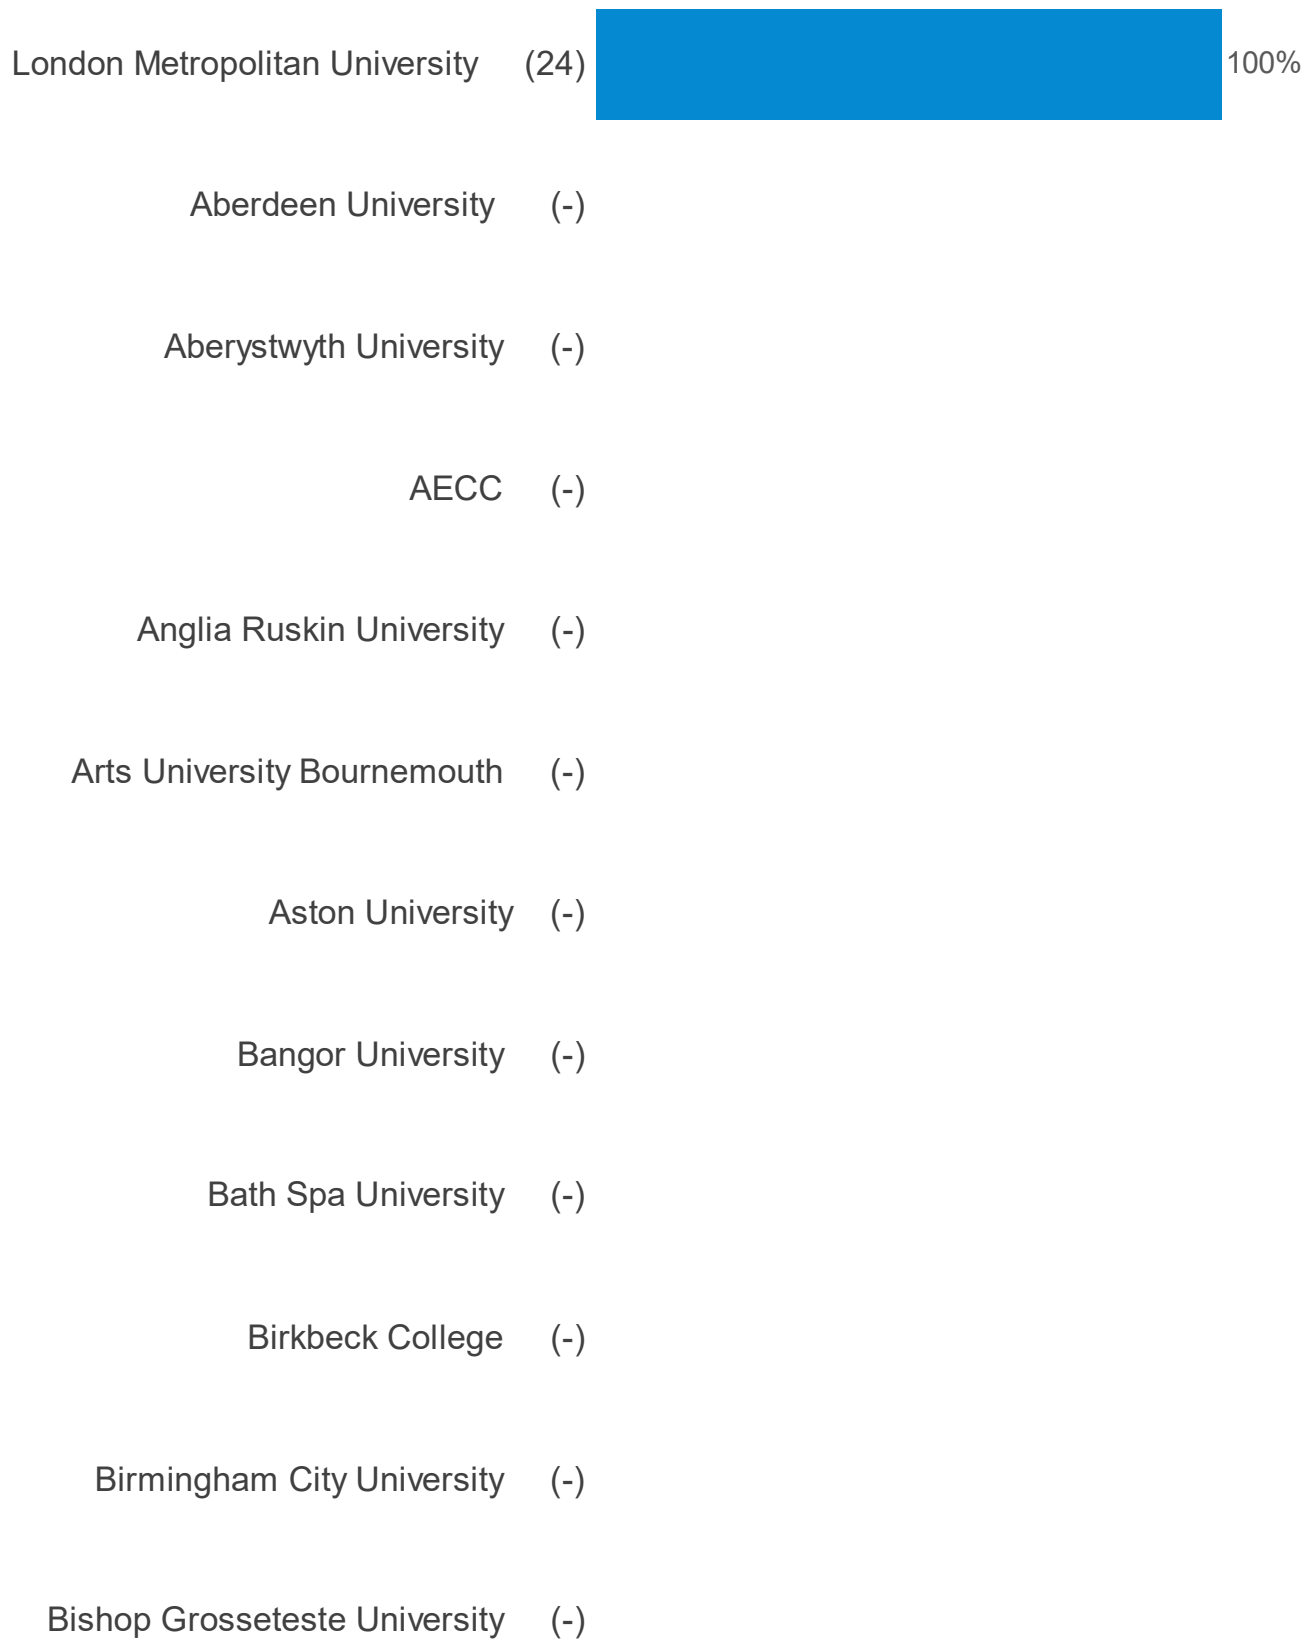 London Metropolitan University (24) 100%
Aberdeen University (-)
Aberystwyth University (-)
AECC (-)
Anglia Ruskin University (-)
Arts University Bournemouth (-)
Aston University (-)
Bangor University (-)
Bath Spa University (-)
Birkbeck College (-)
Birmingham City University (-)
Bishop Grosseteste University (-)